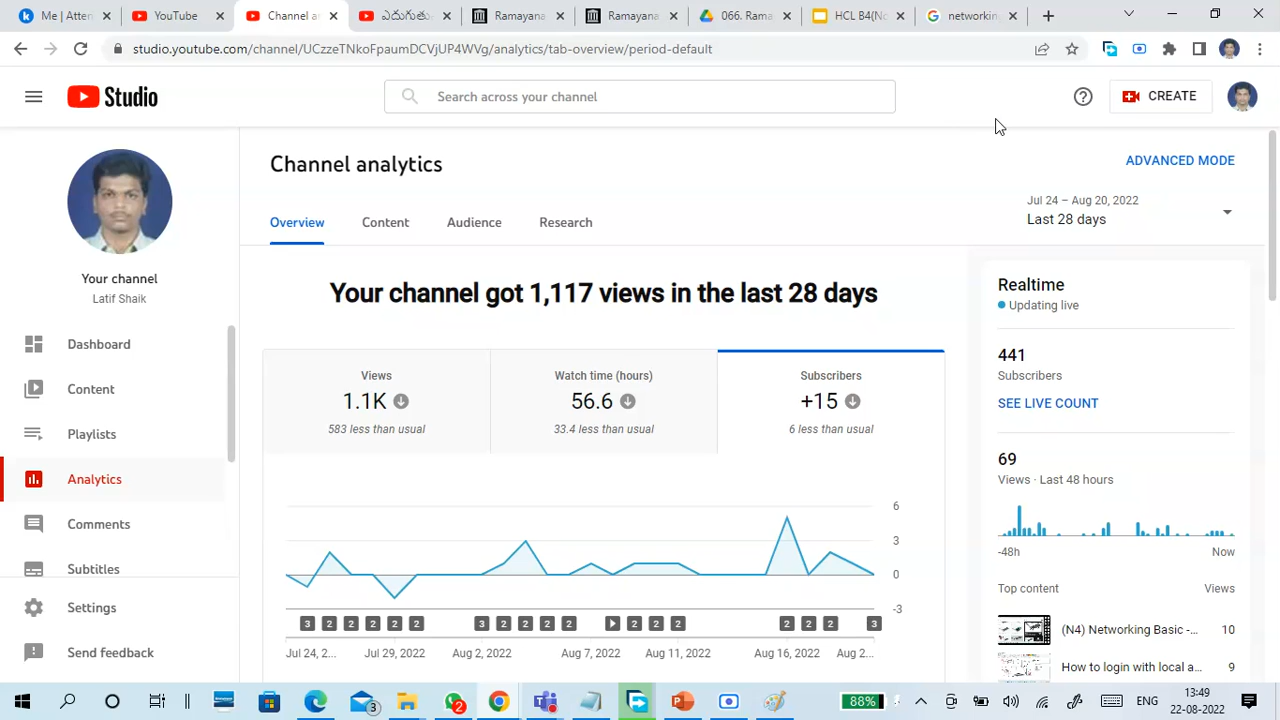 Me | Atten
YouTube
Channel an
ఎదుగుత
Ramayana
Ramayana
066. Rama
HCL B4(No
networking
studio.youtube.com/channel/UCzzeTNkoFpaumDCVjUP4WVg/analytics/tab-overview/period-default
Studio
Search across your channel
CREATE
Your channel
Latif Shaik
Dashboard
Content
Playlists
Analytics
Comments
Subtitles
Settings
Send feedback
Channel analytics
ADVANCED MODE
Overview
Content
Audience
Research
Jul 24 – Aug 20, 2022
Last 28 days
Your channel got 1,117 views in the last 28 days
Views
1.1K
583 less than usual
Watch time (hours)
56.6
33.4 less than usual
Subscribers
+15
6 less than usual
6
3
0
-3
3 2 2 2 2 2 3 2 2 2 2 2 2 2 2 2 2 3
Jul 24, 2... Jul 29, 2022 Aug 2, 2022 Aug 7, 2022 Aug 11, 2022 Aug 16, 2022 Aug 2...
Realtime
Updating live
441
Subscribers
SEE LIVE COUNT
69
Views · Last 48 hours
-48h Now
Top content Views
(N4) Networking Basic -... 10
How to login with local a... 9
3
2
88%
ENG
13:49
22-08-2022